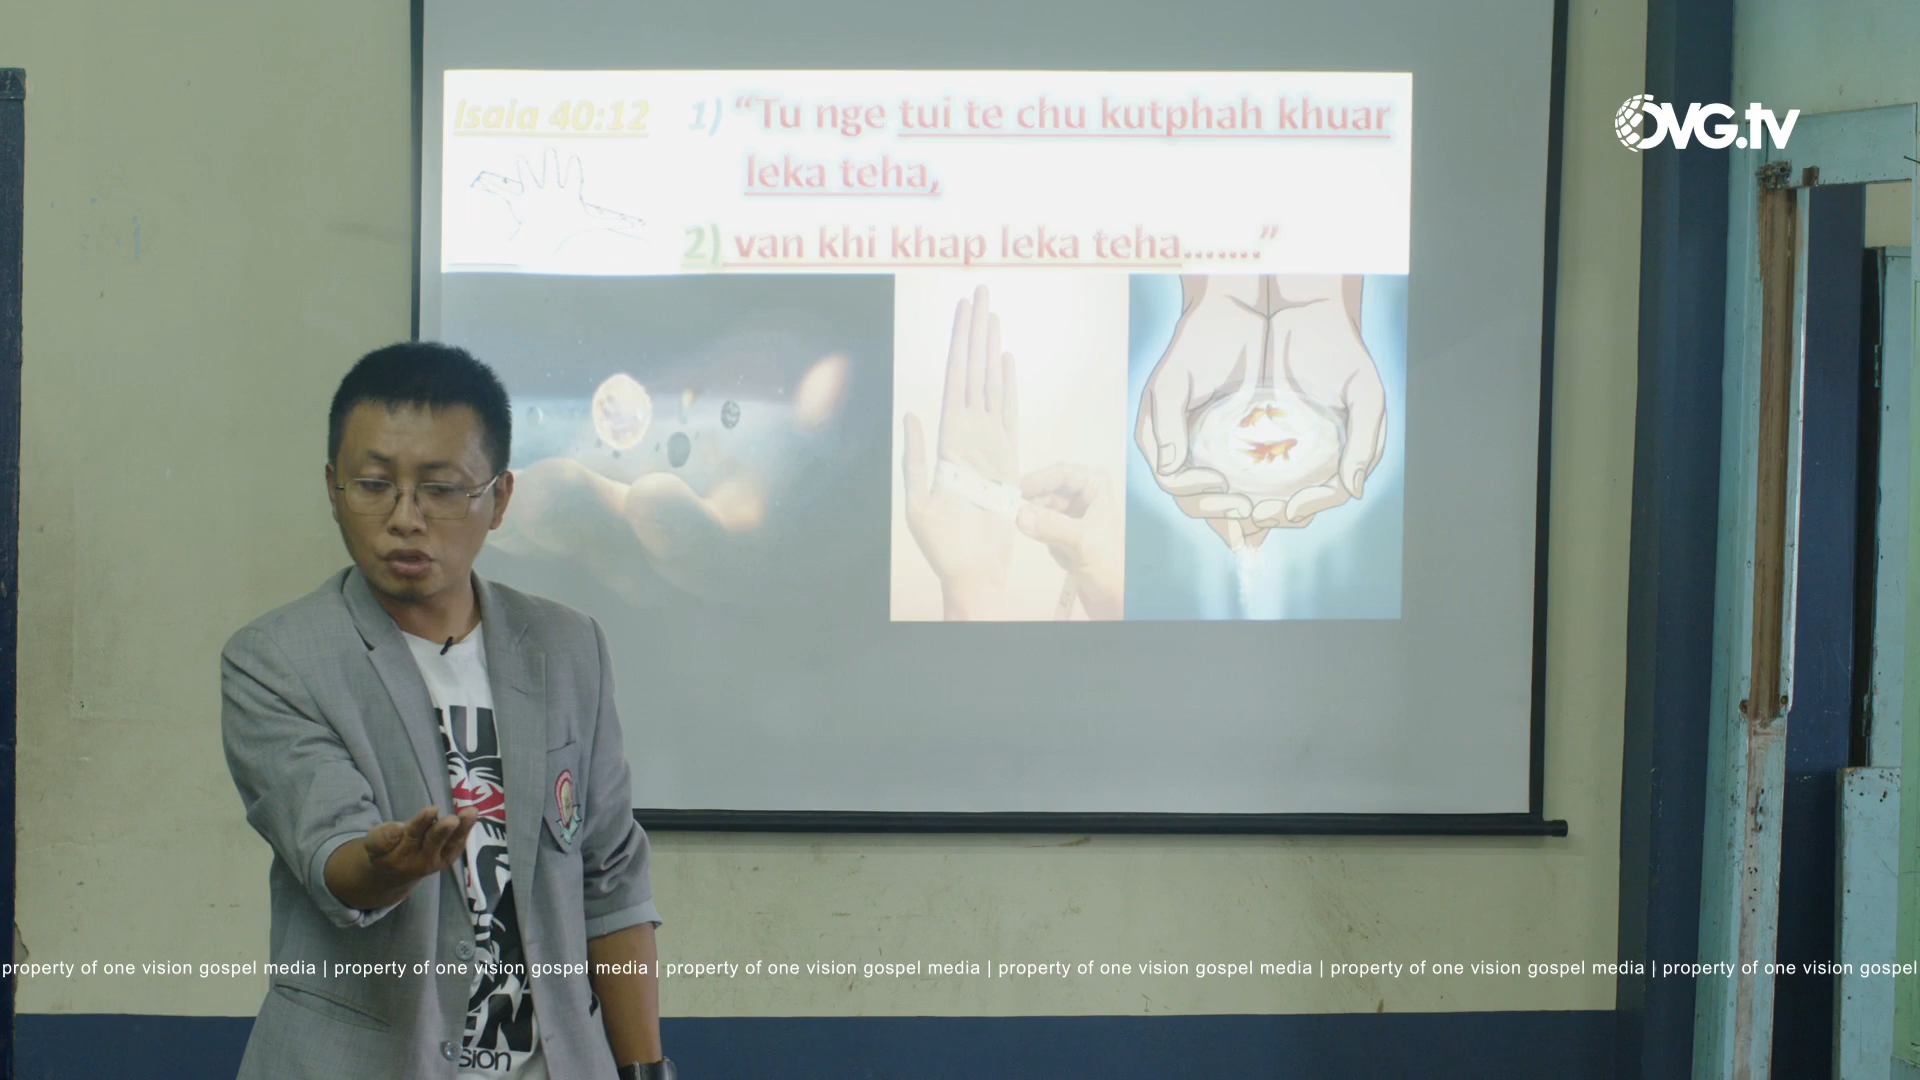 Isaia 40:12
1) “Tu nge tui te chu kutphah khuar
leka teha,
2) van khi khap leka teha.......”
OVG.tv
property of one vision gospel media | property of one vision gospel media | property of one vision gospel media | property of one vision gospel media | property of one vision gospel media | property of one vision gospel
sion